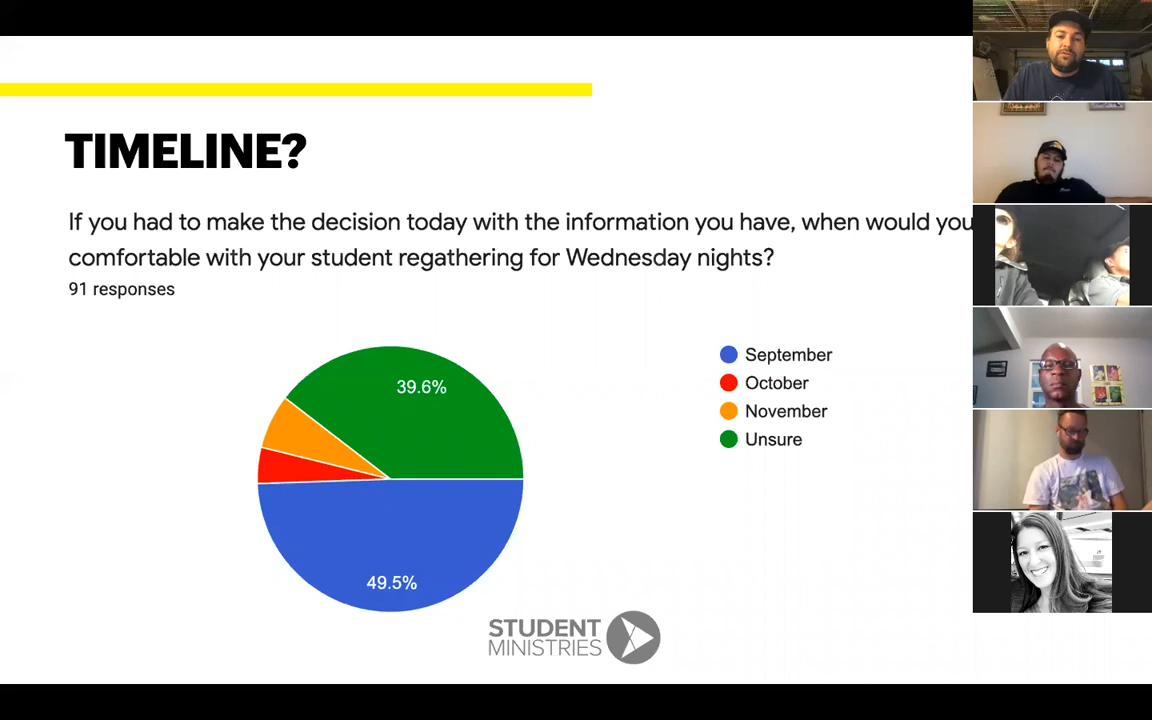 TIMELINE?
If you had to make the decision today with the information you have, when would you
comfortable with your student regathering for Wednesday nights?
91 responses
September
October
November
Unsure
39.6%
49.5%
STUDENT
MINISTRIES